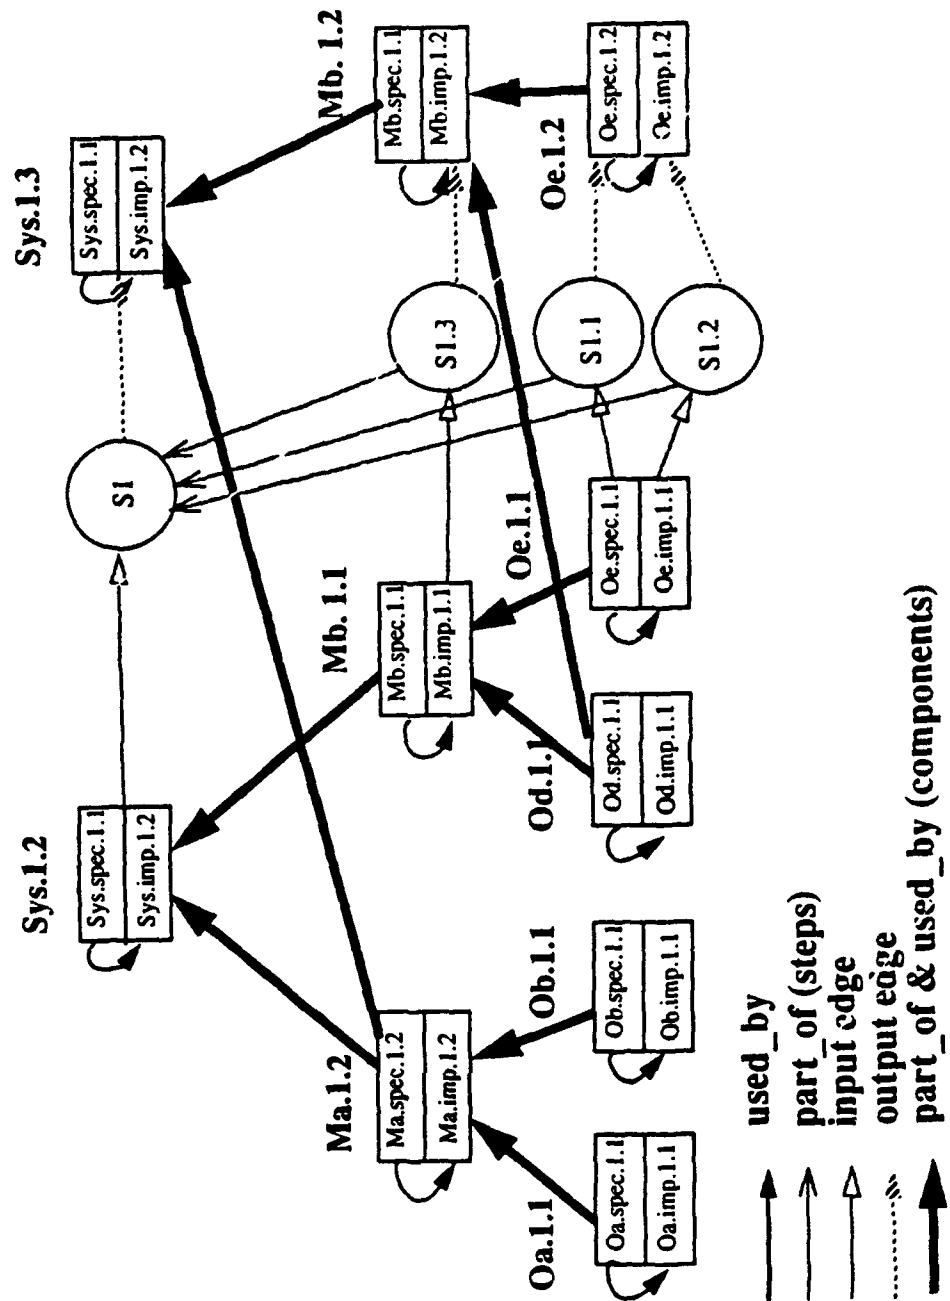 Sys.1.2
Sys.spec.1.1
Sys.imp.1.2
S1
Sys.1.3
Sys.spec.1.1
Sys.imp.1.2
Ma.1.2
Ma.spec.1.2
Ma.imp.1.2
Mb. 1.1
Mb.spec.1.1
Mb.imp.1.1
S1.3
Mb. 1.2
Mb.spec.1.1
Mb.imp.1.2
Oa.1.1
Oa.spec.1.1
Oa.imp.1.1
Ob.1.1
Ob.spec.1.1
Ob.imp.1.1
Od.1.1
Od.spec.1.1
Od.imp.1.1
Oe.1.1
Oe.spec.1.1
Oe.imp.1.1
S1.1
S1.2
Oe.1.2
Oe.spec.1.2
Oe.imp.1.2
used_by
part_of (steps)
input edge
output edge
part_of & used_by (components)